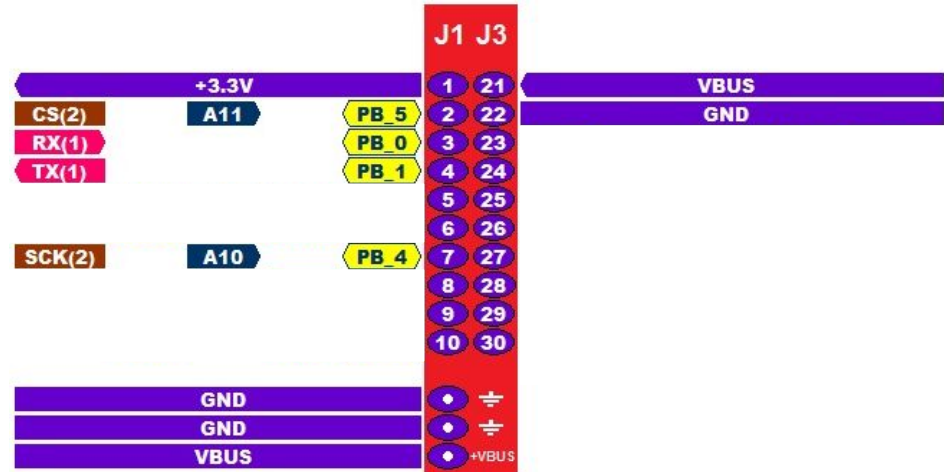 J1 J3
+3.3V 1 21 VBUS
CS(2) A11 PB_5 2 22 GND
RX(1) PB_0 3 23
TX(1) PB_1 4 24
5 25
6 26
SCK(2) A10 PB_4 7 27
8 28
9 29
10 30
GND
GND
VBUS +VBUS